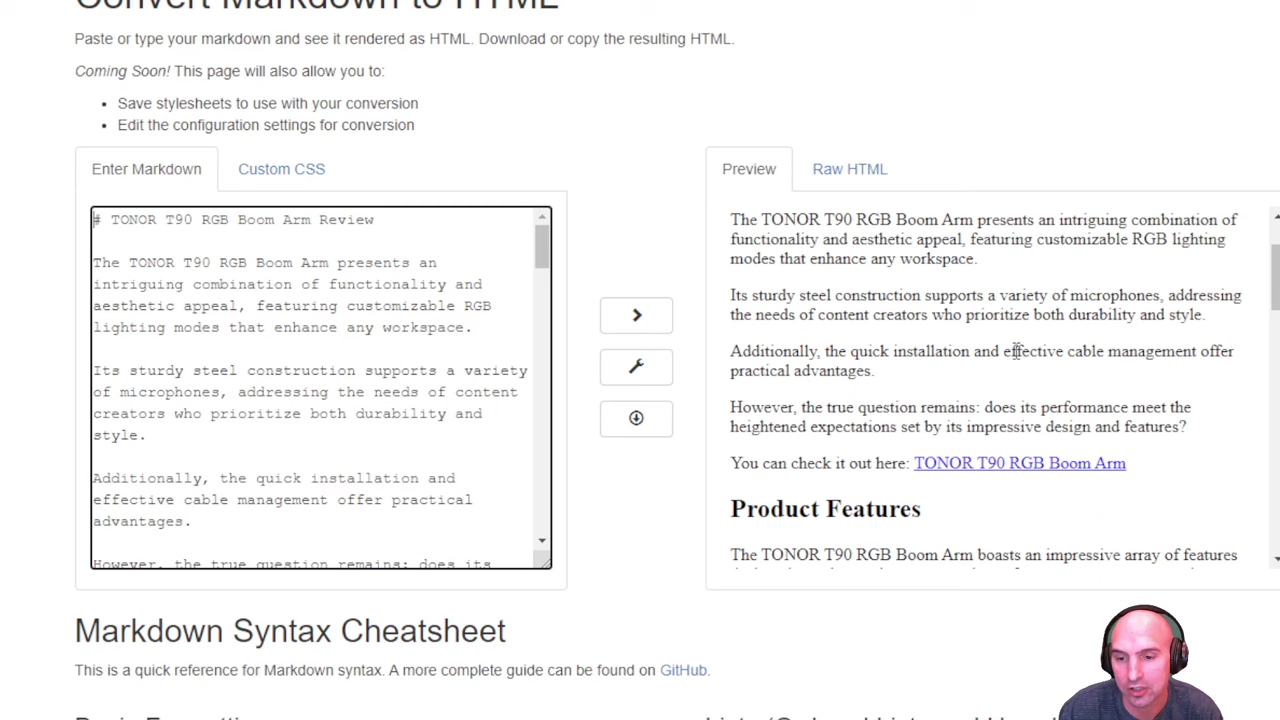 Convert Markdown to HTML
Paste or type your markdown and see it rendered as HTML. Download or copy the resulting HTML.
Coming Soon! This page will also allow you to:
• Save stylesheets to use with your conversion
• Edit the configuration settings for conversion
Enter Markdown
Custom CSS
# TONOR T90 RGB Boom Arm Review
The TONOR T90 RGB Boom Arm presents an
intriguing combination of functionality and
aesthetic appeal, featuring customizable RGB
lighting modes that enhance any workspace.
Its sturdy steel construction supports a variety
of microphones, addressing the needs of content
creators who prioritize both durability and
style.
Additionally, the quick installation and
effective cable management offer practical
advantages.
However, the true question remains: does its
Preview
Raw HTML
The TONOR T90 RGB Boom Arm presents an intriguing combination of
functionality and aesthetic appeal, featuring customizable RGB lighting
modes that enhance any workspace.
Its sturdy steel construction supports a variety of microphones, addressing
the needs of content creators who prioritize both durability and style.
Additionally, the quick installation and effective cable management offer
practical advantages.
However, the true question remains: does its performance meet the
heightened expectations set by its impressive design and features?
You can check it out here: TONOR T90 RGB Boom Arm
Product Features
The TONOR T90 RGB Boom Arm boasts an impressive array of features
Markdown Syntax Cheatsheet
This is a quick reference for Markdown syntax. A more complete guide can be found on GitHub.